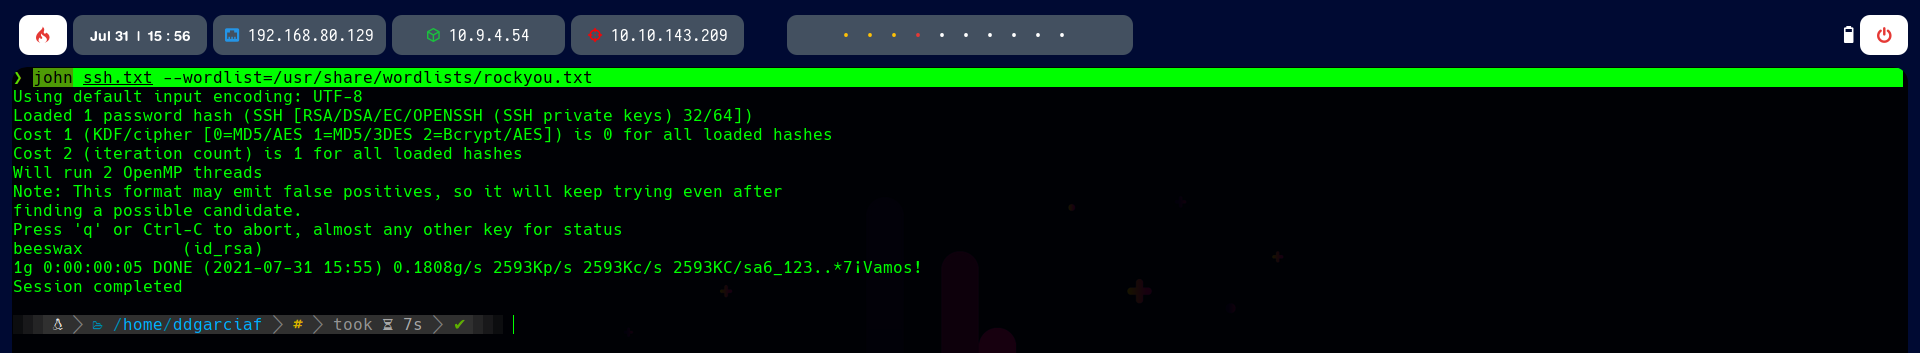 Jul 31 | 15 : 56 192.168.80.129 10.9.4.54 10.10.143.209
❯ john ssh.txt --wordlist=/usr/share/wordlists/rockyou.txt
Using default input encoding: UTF-8
Loaded 1 password hash (SSH [RSA/DSA/EC/OPENSSH (SSH private keys) 32/64])
Cost 1 (KDF/cipher [0=MD5/AES 1=MD5/3DES 2=Bcrypt/AES]) is 0 for all loaded hashes
Cost 2 (iteration count) is 1 for all loaded hashes
Will run 2 OpenMP threads
Note: This format may emit false positives, so it will keep trying even after
finding a possible candidate.
Press 'q' or Ctrl-C to abort, almost any other key for status
beeswax          (id_rsa)
1g 0:00:00:05 DONE (2021-07-31 15:55) 0.1808g/s 2593Kp/s 2593Kc/s 2593KC/sa6_123..*7¡Vamos!
Session completed
/home/ddgarciaf # took 7s ✔